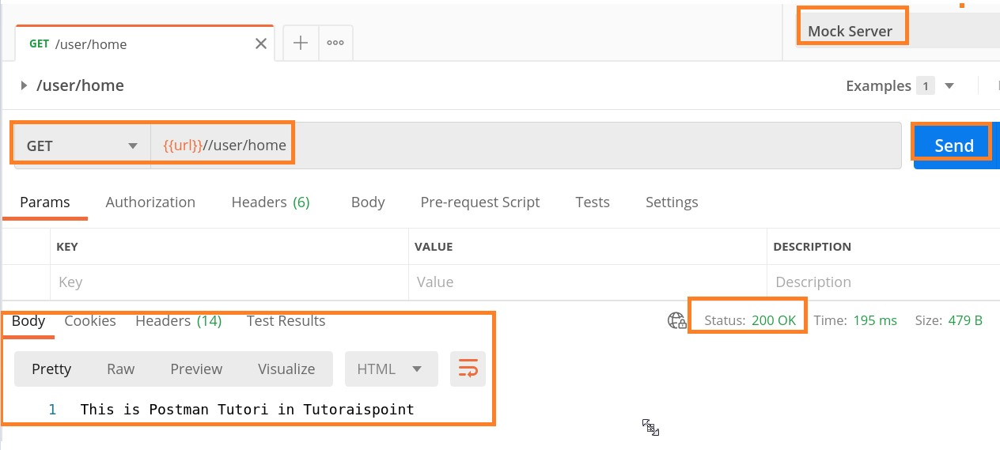 GET /user/home
Mock Server
/user/home
Examples 1
GET {{url}}//user/home
Send
Params Authorization Headers (6) Body Pre-request Script Tests Settings
KEY VALUE DESCRIPTION
Key Value Description
Body Cookies Headers (14) Test Results Status: 200 OK Time: 195 ms Size: 479 B
Pretty Raw Preview Visualize HTML
1 This is Postman Tutori in Tutoraispoint